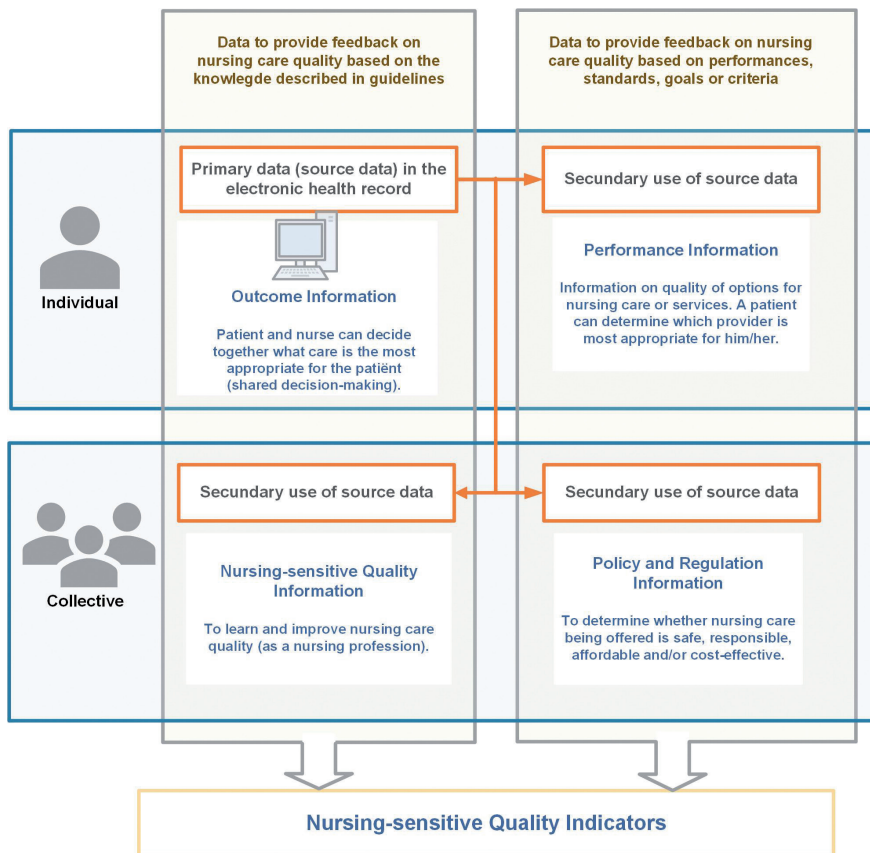 Data to provide feedback on
nursing care quality based on the
knowlegde described in guidelines
Data to provide feedback on nursing
care quality based on performances,
standards, goals or criteria
Primary data (source data) in the
electronic health record
Secundary use of source data
Individual
Outcome Information
Patient and nurse can decide
together what care is the most
appropriate for the patiënt
(shared decision-making).
Performance Information
Information on quality of options for
nursing care or services. A patient
can determine which provider is
most appropriate for him/her.
Secundary use of source data
Secundary use of source data
Collective
Nursing-sensitive Quality
Information
To learn and improve nursing care
quality (as a nursing profession).
Policy and Regulation
Information
To determine whether nursing care
being offered is safe, responsible,
affordable and/or cost-effective.
Nursing-sensitive Quality Indicators